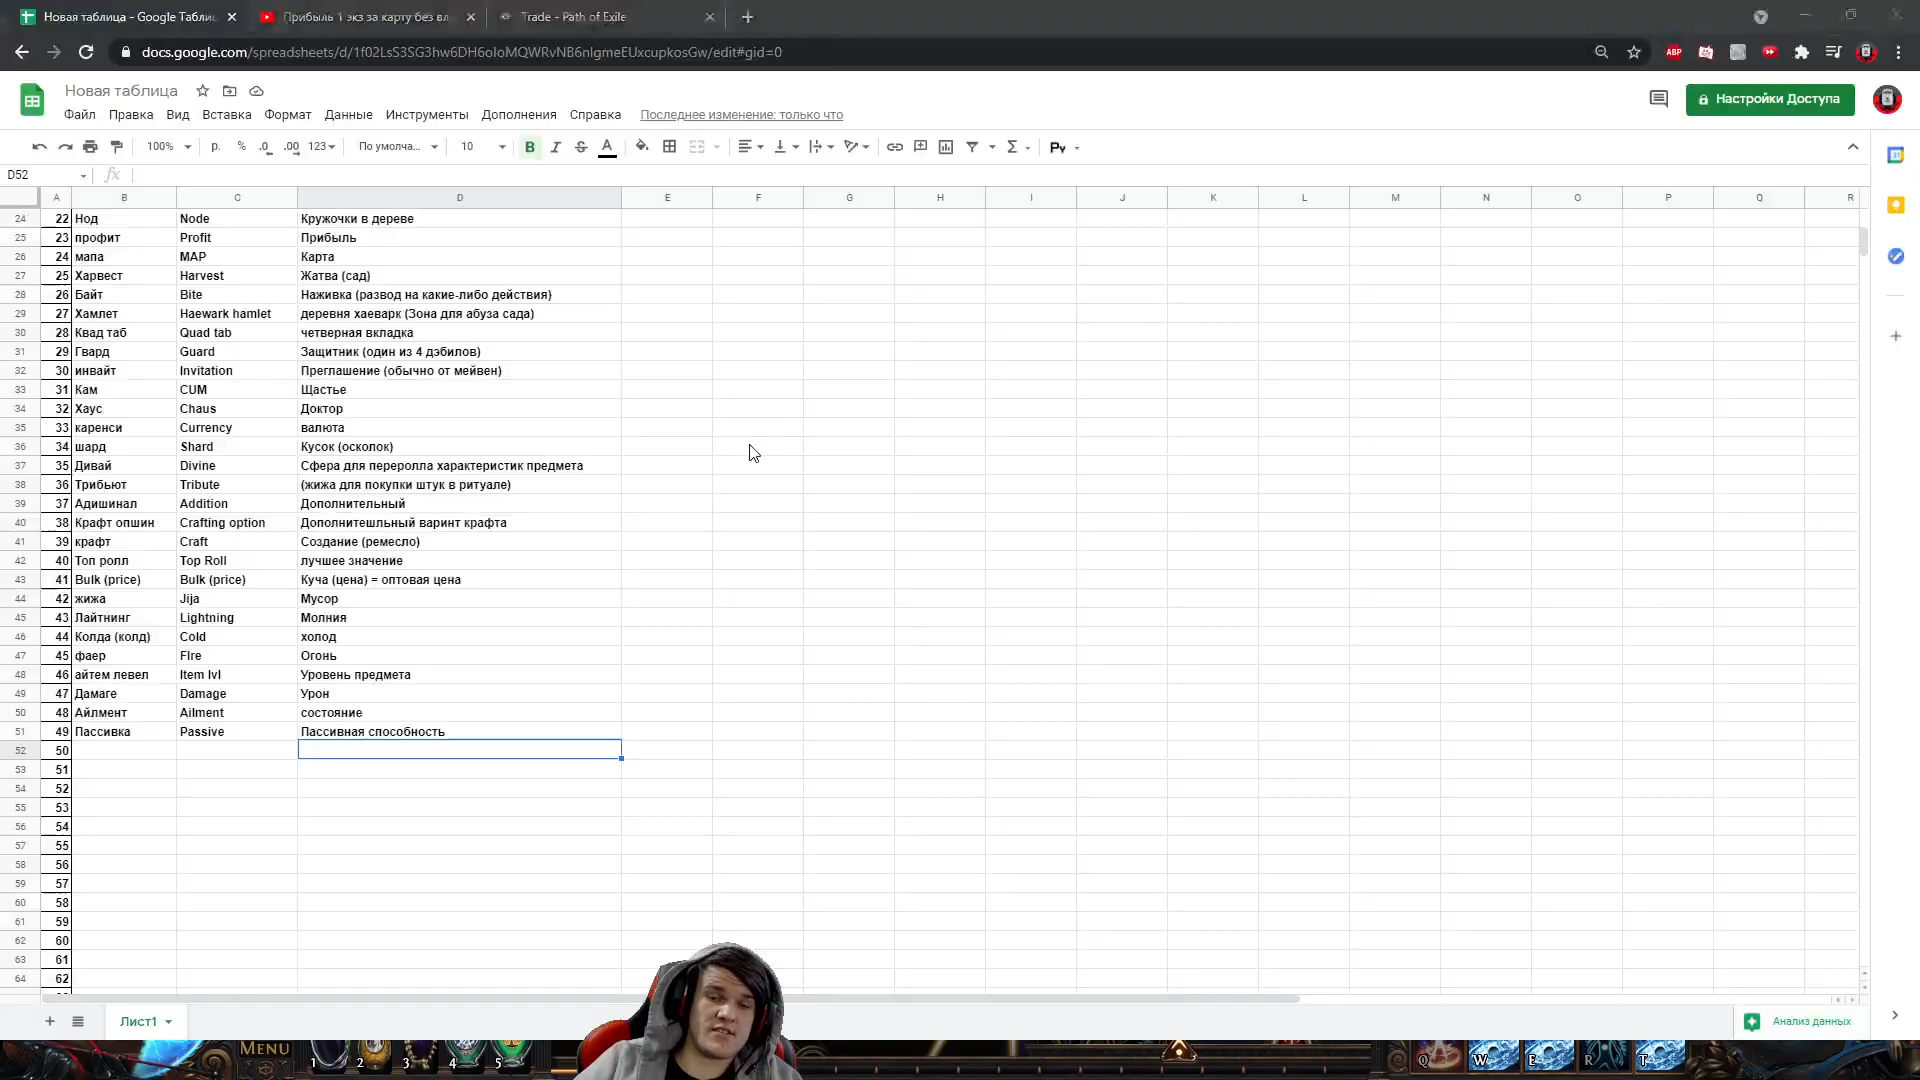 Новая таблица - Google Табли
Прибыль 1 экз за карту без вл
Trade - Path of Exile
docs.google.com/spreadsheets/d/1f02LsS3SG3hw6DH6oIoMQWRvNB6nIgmeEUxcupkosGw/edit#gid=0
ABP
Новая таблица
Файл Правка Вид Вставка Формат Данные Инструменты Дополнения Справка Последнее изменение: только что
Настройки Доступа
100% р. % .0 .00 123 По умолча... 10 B I S A Σ Ру
D52 fx
A B C D E F G H I J K L M N O P Q R
24 22 Нод Node Кружочки в дереве
25 23 профит Profit Прибыль
26 24 мапа MAP Карта
27 25 Харвест Harvest Жатва (сад)
28 26 Байт Bite Наживка (развод на какие-либо действия)
29 27 Хамлет Haewark hamlet деревня хаеварк (Зона для абуза сада)
30 28 Квад таб Quad tab четверная вкладка
31 29 Гвард Guard Защитник (один из 4 дэбилов)
32 30 инвайт Invitation Преглашение (обычно от мейвен)
33 31 Кам CUM Щастье
34 32 Хаус Chaus Доктор
35 33 каренси Currency валюта
36 34 шард Shard Кусок (осколок)
37 35 Дивай Divine Сфера для переролла характеристик предмета
38 36 Трибьют Tribute (жижа для покупки штук в ритуале)
39 37 Адишинал Addition Дополнительный
40 38 Крафт опшин Crafting option Дополнитешльный варинт крафта
41 39 крафт Craft Создание (ремесло)
42 40 Топ ролл Top Roll лучшее значение
43 41 Bulk (price) Bulk (price) Куча (цена) = оптовая цена
44 42 жижа Jija Мусор
45 43 Лайтнинг Lightning Молния
46 44 Колда (колд) Cold холод
47 45 фаер FIre Огонь
48 46 айтем левел Item lvl Уровень предмета
49 47 Дамаге Damage Урон
50 48 Айлмент Ailment состояние
51 49 Пассивка Passive Пассивная способность
52 50
53 51
54 52
55 53
56 54
57 55
58 56
59 57
60 58
61 59
62 60
63 61
64 62
Лист1
Анализ данных
MENU 1 2 3 4 5 Q W E R T